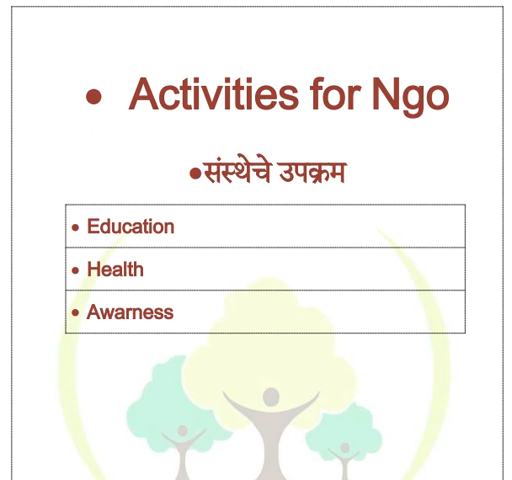 • Activities for Ngo
•संस्थेचे उपक्रम
• Education
• Health
• Awarness